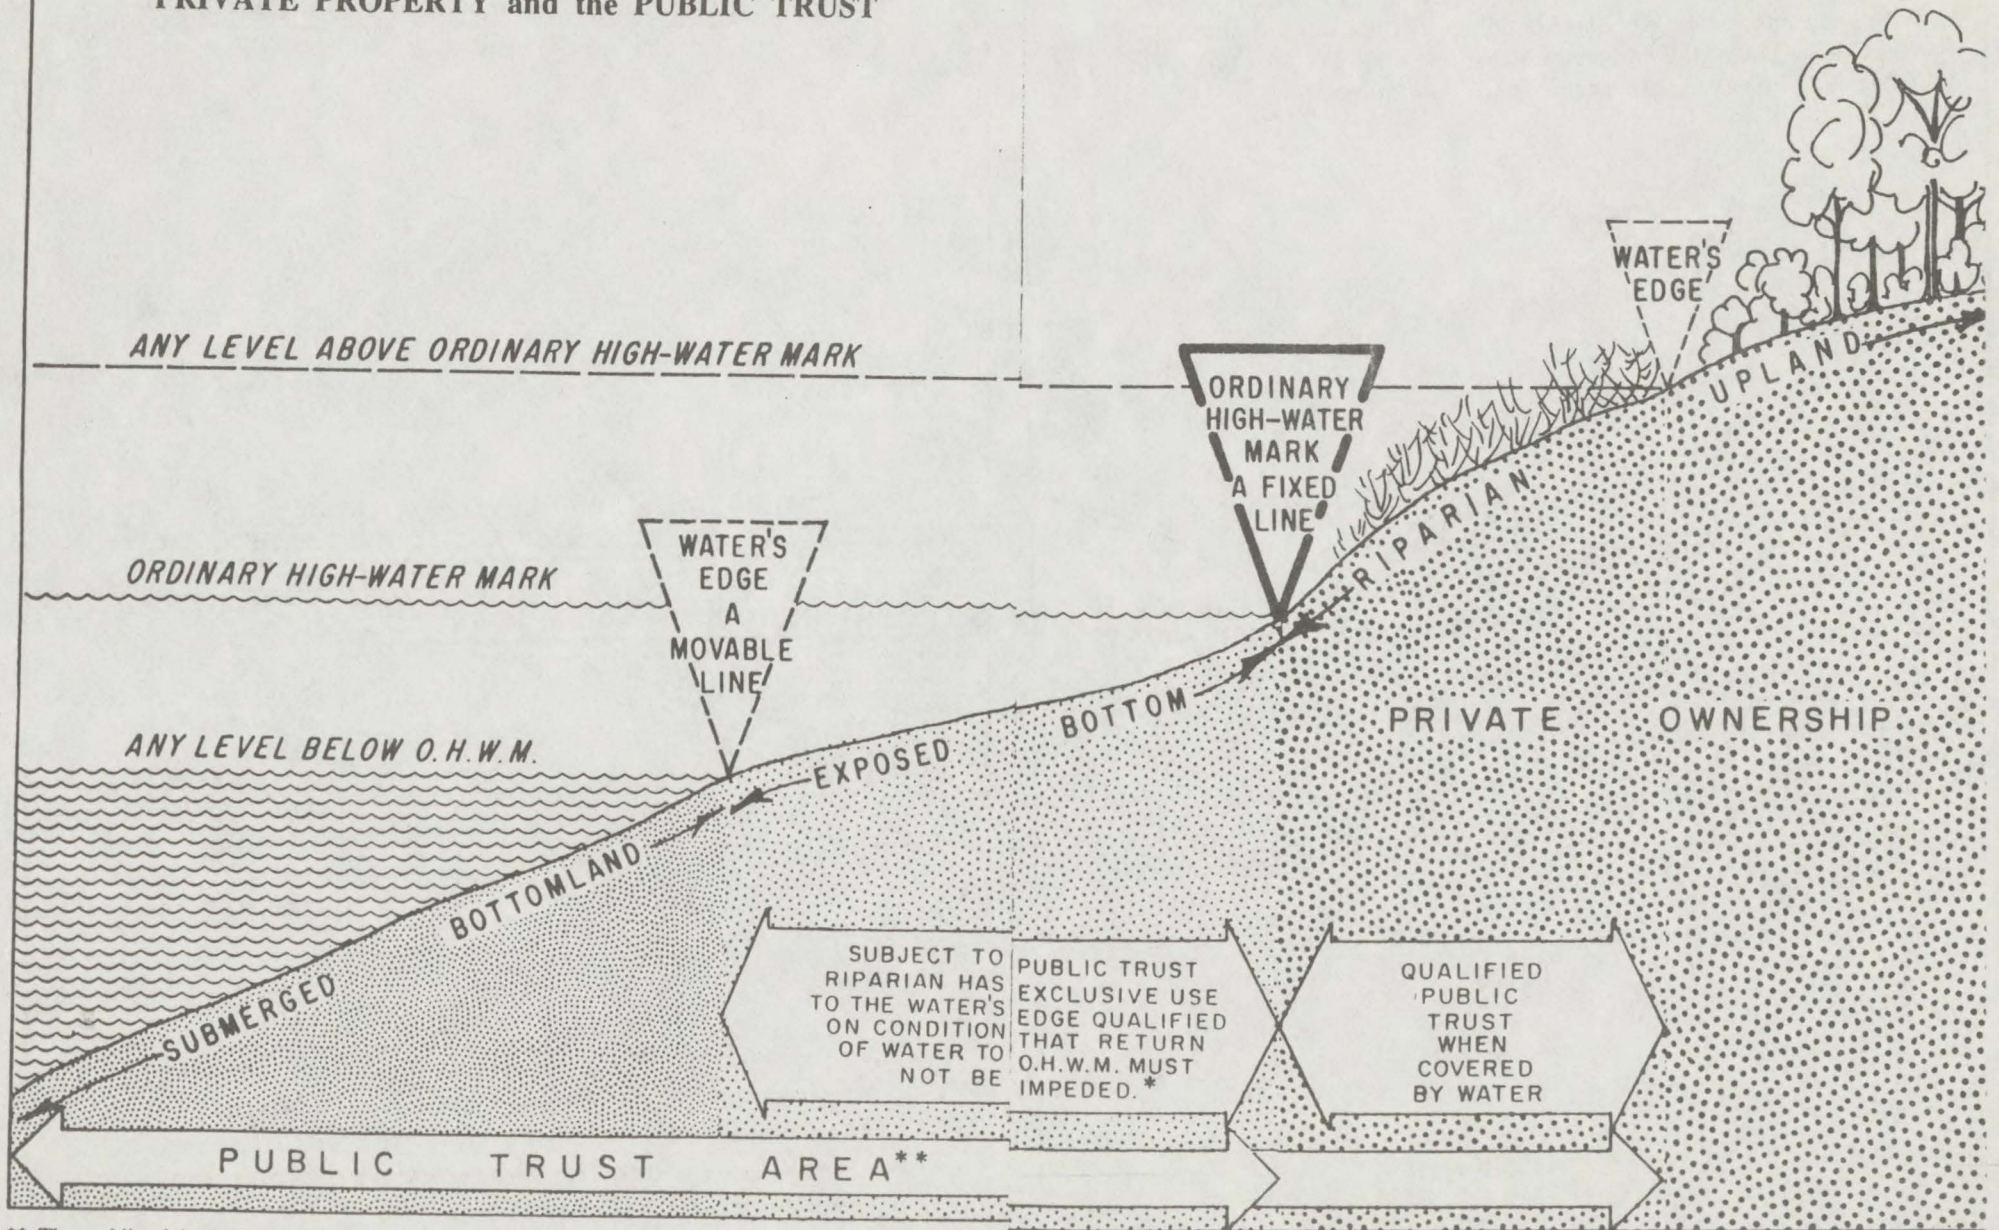 PRIVATE PROPERTY and the PUBLIC TRUST
WATER'S
EDGE
ANY LEVEL ABOVE ORDINARY HIGH-WATER MARK
UPLAND
ORDINARY
HIGH-WATER
MARK
A FIXED
LINE
RIPARIAN
WATER'S
EDGE
A
MOVABLE
LINE
ORDINARY HIGH-WATER MARK
BOTTOM
PRIVATE OWNERSHIP
ANY LEVEL BELOW O.H.W.M.
EXPOSED
BOTTOMLAND
SUBMERGED
SUBJECT TO PUBLIC TRUST
RIPARIAN HAS EXCLUSIVE USE
TO THE WATER'S EDGE QUALIFIED
ON CONDITION THAT RETURN
OF WATER TO O.H.W.M. MUST
NOT BE IMPEDED.*
QUALIFIED
PUBLIC
TRUST
WHEN
COVERED
BY WATER
PUBLIC TRUST AREA**